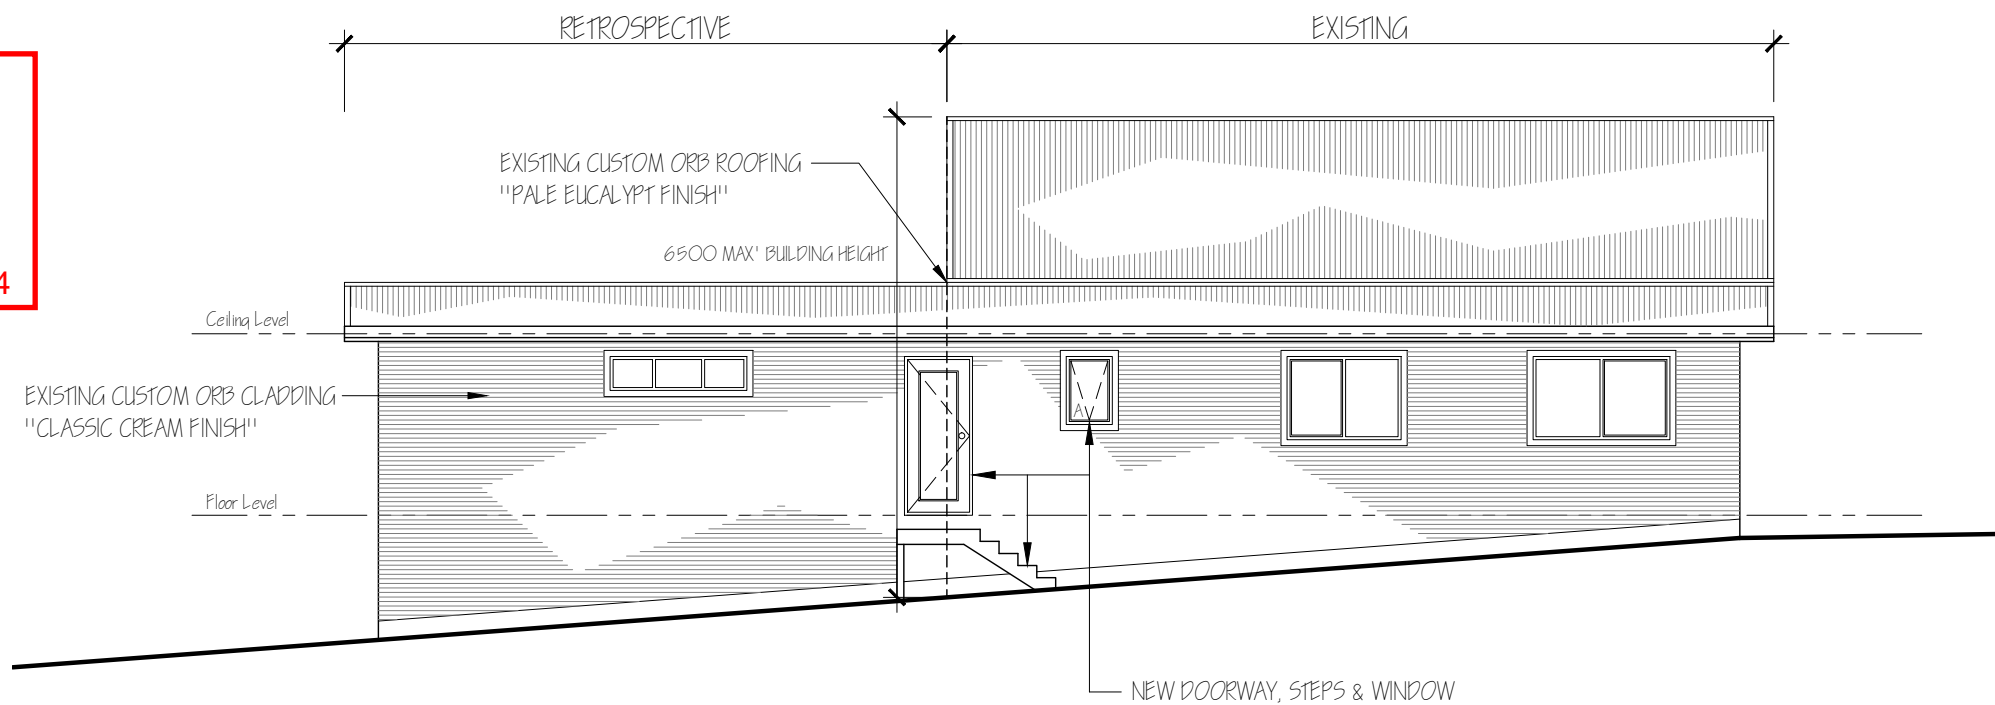 RETROSPECTIVE
EXISTING
EXISTING CUSTOM ORB ROOFING
''PALE EUCALYPT FINISH''
6500 MAX' BUILDING HEIGHT
4
Ceiling Level
EXISTING CUSTOM ORB CLADDING
''CLASSIC CREAM FINISH''
A
Floor Level
NEW DOORWAY, STEPS & WINDOW